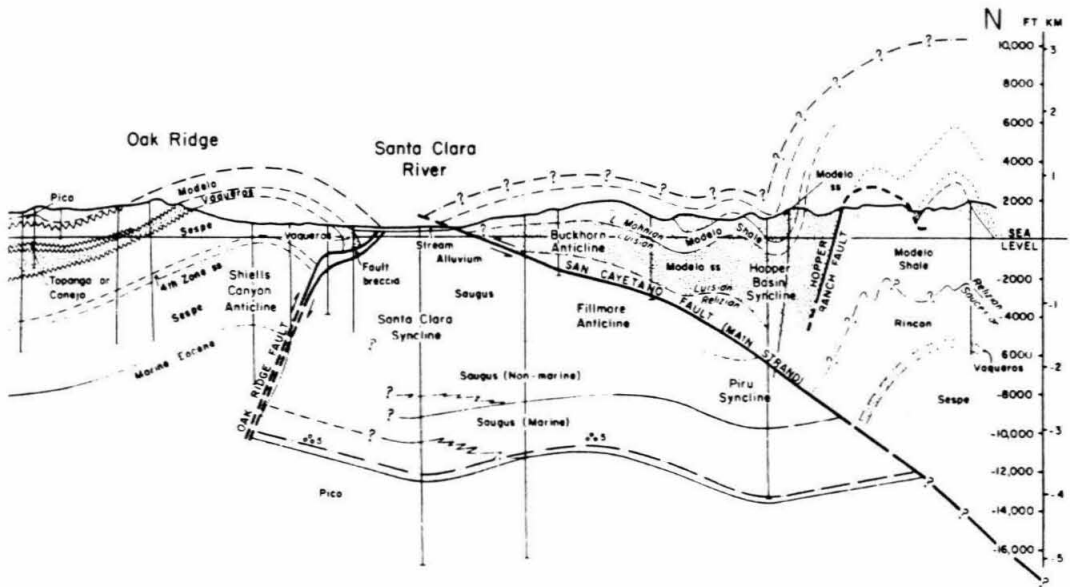 N
FT KM
10,000
3
8000
6000
2
4000
1
2000
SEA
LEVEL
-2000
-4000
-1
6000
-2
-8000
-10,000
-3
-12,000
-4
-14,000
16,000
-5
Oak Ridge
Santa Clara
River
Pico
Modelo
Vaqueros
Sespe
Topanga or
Conejo
4th Zone ss
Sespe
Marine Eocene
Shiells
Canyon
Anticline
Vaqueros
Fault
breccia
OAK RIDGE FAULT
Stream
Alluvium
Saugus
Santa Clara
Syncline
Saugus (Non-marine)
Saugus (Marine)
Pico
Buckhorn
Anticline
L. Mohnian
Luisian
Modelo Shale
Modelo ss
Luisian
Relizian
SAN CAYETANO FAULT (MAIN STRAND)
Fillmore
Anticline
Hopper
Basin
Syncline
Modelo
ss
HOPPER
RANCH FAULT
Piru
Syncline
Modelo
Shale
Relizian
Rincon
Vaqueros
Sespe